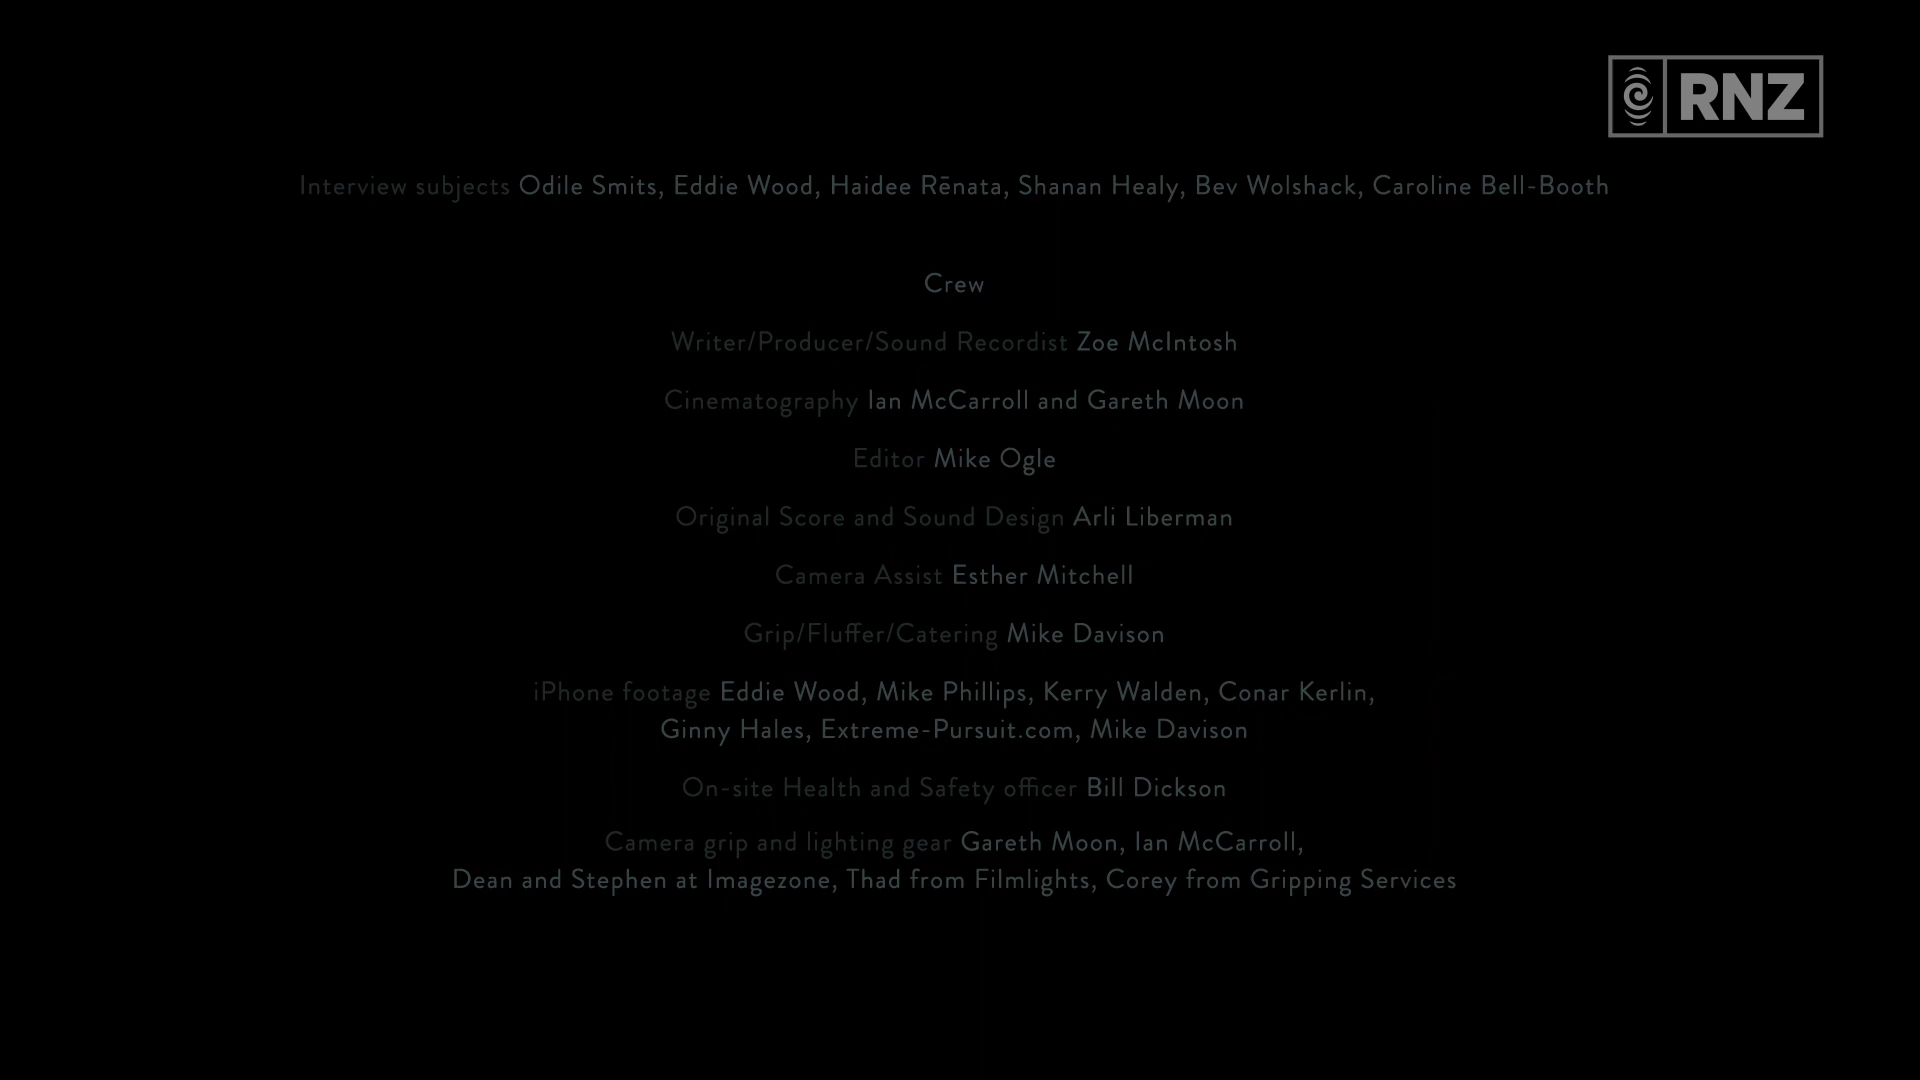 RNZ
Interview subjects Odile Smits, Eddie Wood, Haidee Rēnata, Shanan Healy, Bev Wolshack, Caroline Bell-Booth
Crew
Writer/Producer/Sound Recordist Zoe McIntosh
Cinematography Ian McCarroll and Gareth Moon
Editor Mike Ogle
Original Score and Sound Design Arli Liberman
Camera Assist Esther Mitchell
Grip/Fluffer/Catering Mike Davison
iPhone footage Eddie Wood, Mike Phillips, Kerry Walden, Conar Kerlin,
Ginny Hales, Extreme-Pursuit.com, Mike Davison
On-site Health and Safety officer Bill Dickson
Camera grip and lighting gear Gareth Moon, Ian McCarroll,
Dean and Stephen at Imagezone, Thad from Filmlights, Corey from Gripping Services